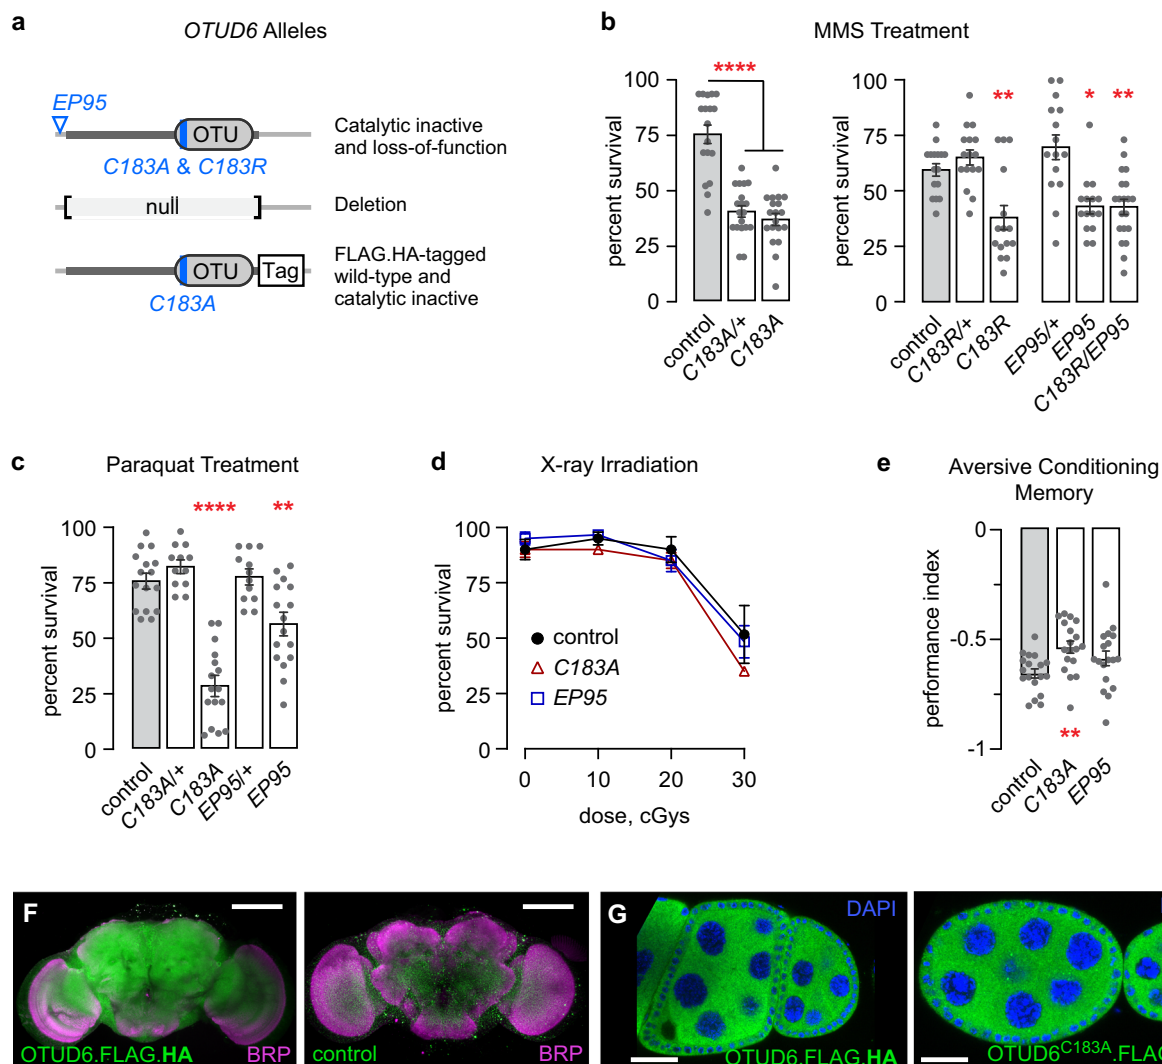 a
OTUD6 Alleles
EP95
OTU
C183A & C183R
Catalytic inactive
and loss-of-function
null
Deletion
OTU
Tag
C183A
FLAG.HA-tagged
wild-type and
catalytic inactive
b
MMS Treatment
percent survival
100
75
50
25
0
****
control
C183A/+
C183A
percent survival
100
75
50
25
0
**
*
**
control
C183R/+
C183R
EP95/+
EP95
C183R/EP95
c
Paraquat Treatment
percent survival
100
75
50
25
0
****
**
control
C183A/+
C183A
EP95/+
EP95
d
X-ray Irradiation
percent survival
100
75
50
25
0
control
C183A
EP95
0 10 20 30
dose, cGys
e
Aversive Conditioning
Memory
performance index
0
-0.5
-1
**
control
C183A
EP95
F
OTUD6.FLAG.HA
BRP
control
BRP
G
DAPI
OTUD6.FLAG.HA
OTUD6C183A.FLAG